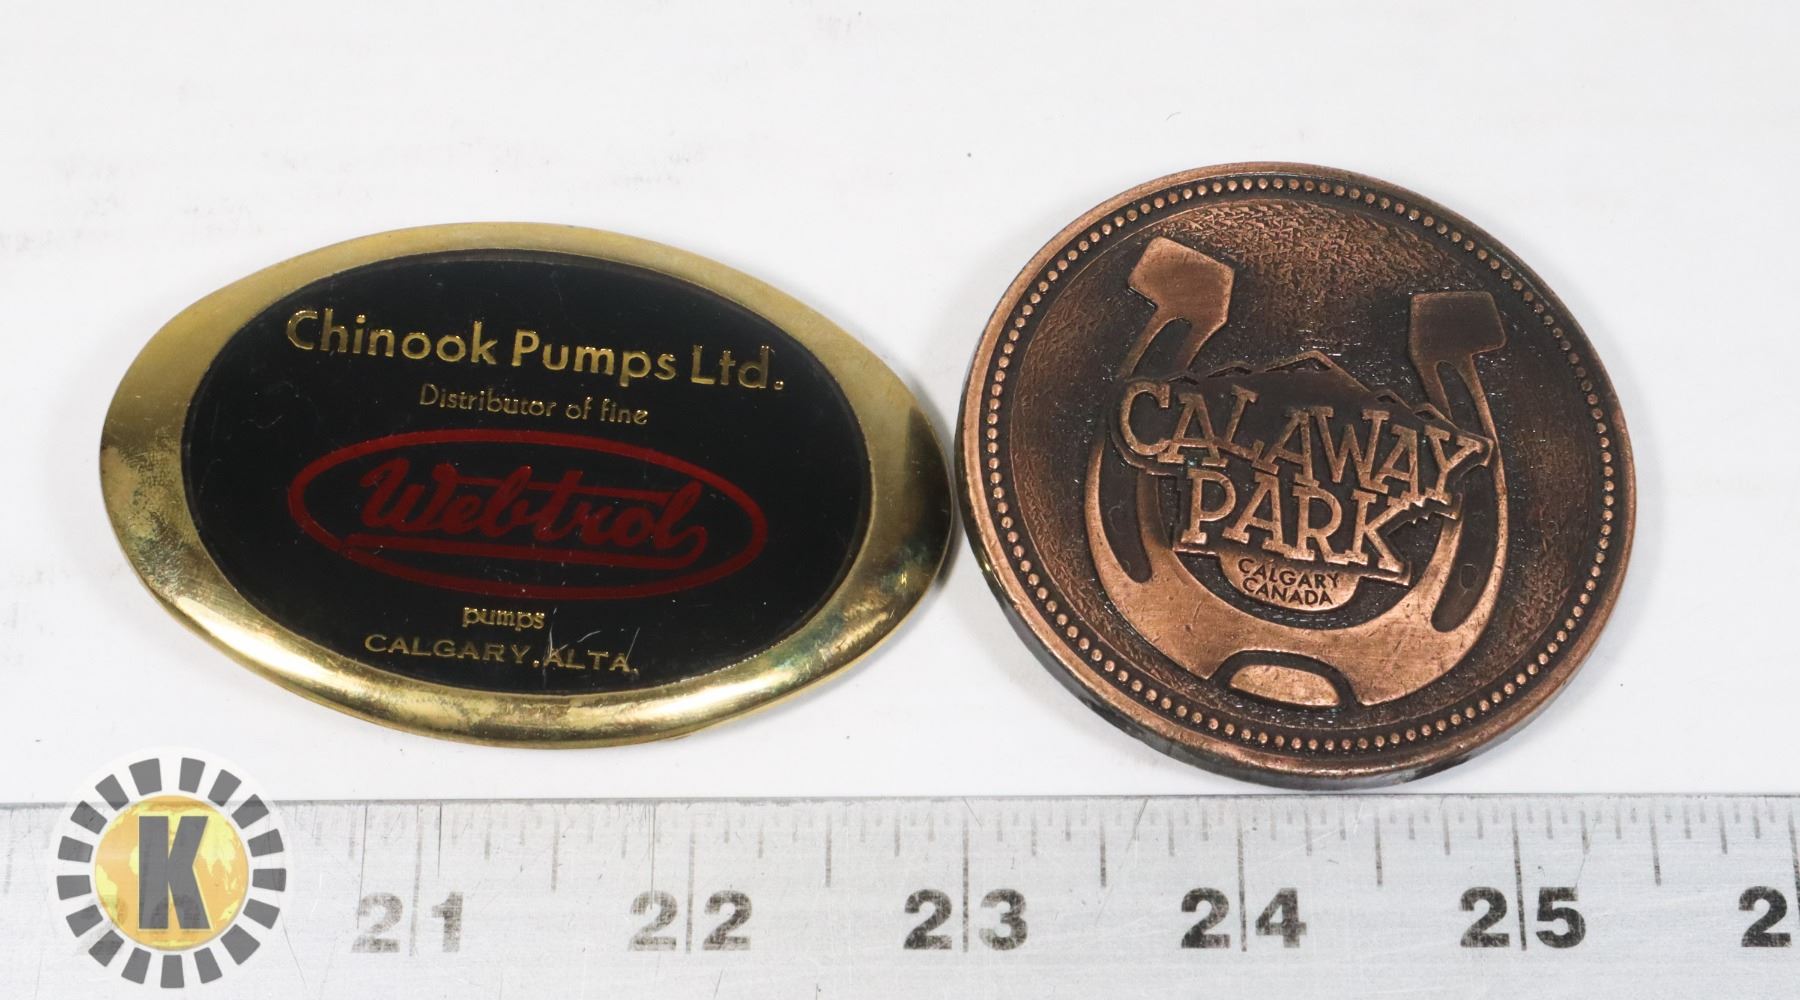 Chinook Pumps Ltd.
Distributor of fine
Webtrol
pumps
CALGARY, ALTA.
CALAWAY
PARK
CALGARY
CANADA
K
21 22 23 24 25 2